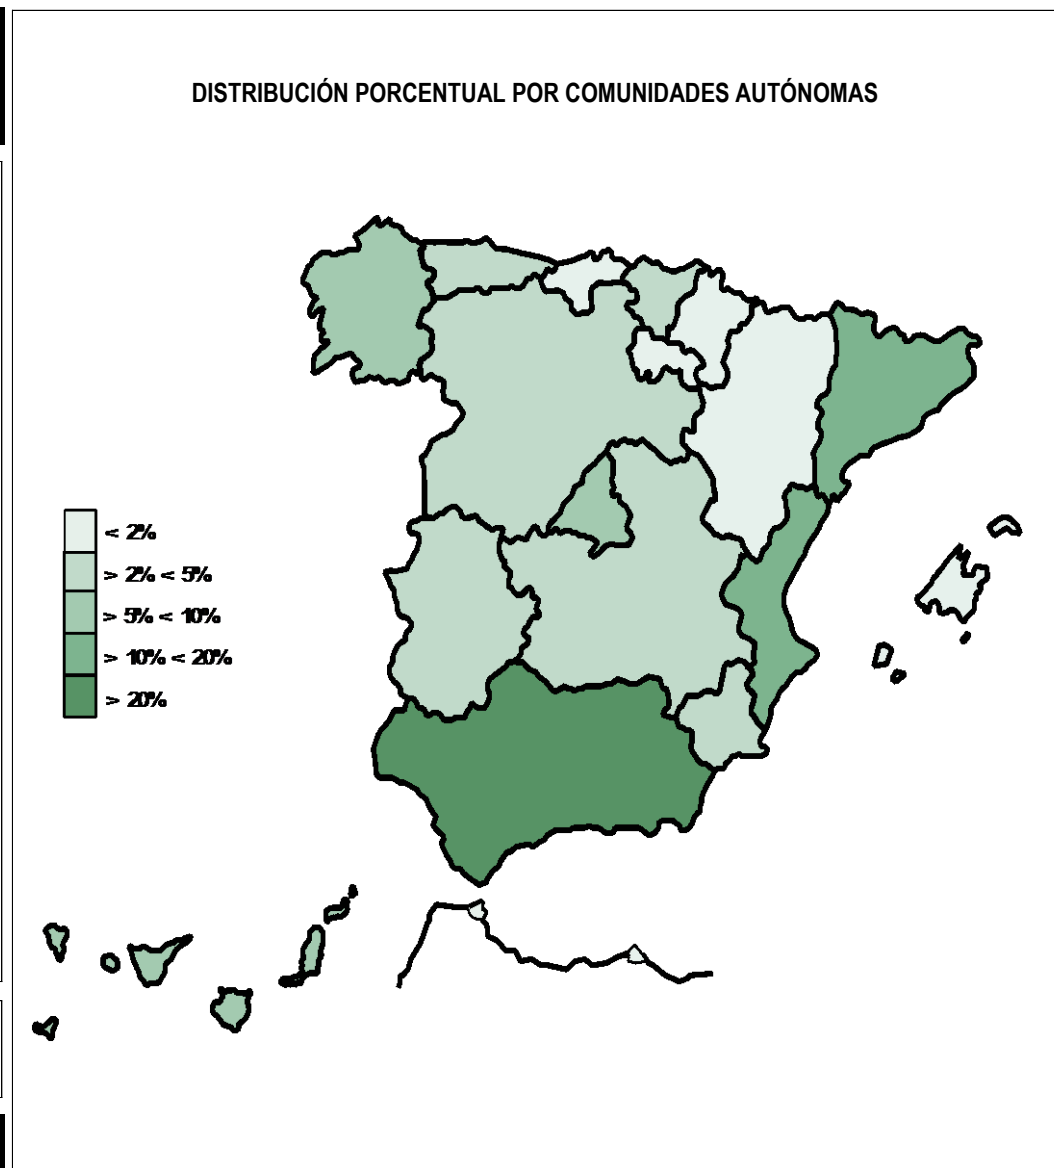 DISTRIBUCIÓN PORCENTUAL POR COMUNIDADES AUTÓNOMAS
< 2%
> 2% < 5%
> 5% < 10%
> 10% < 20%
> 20%